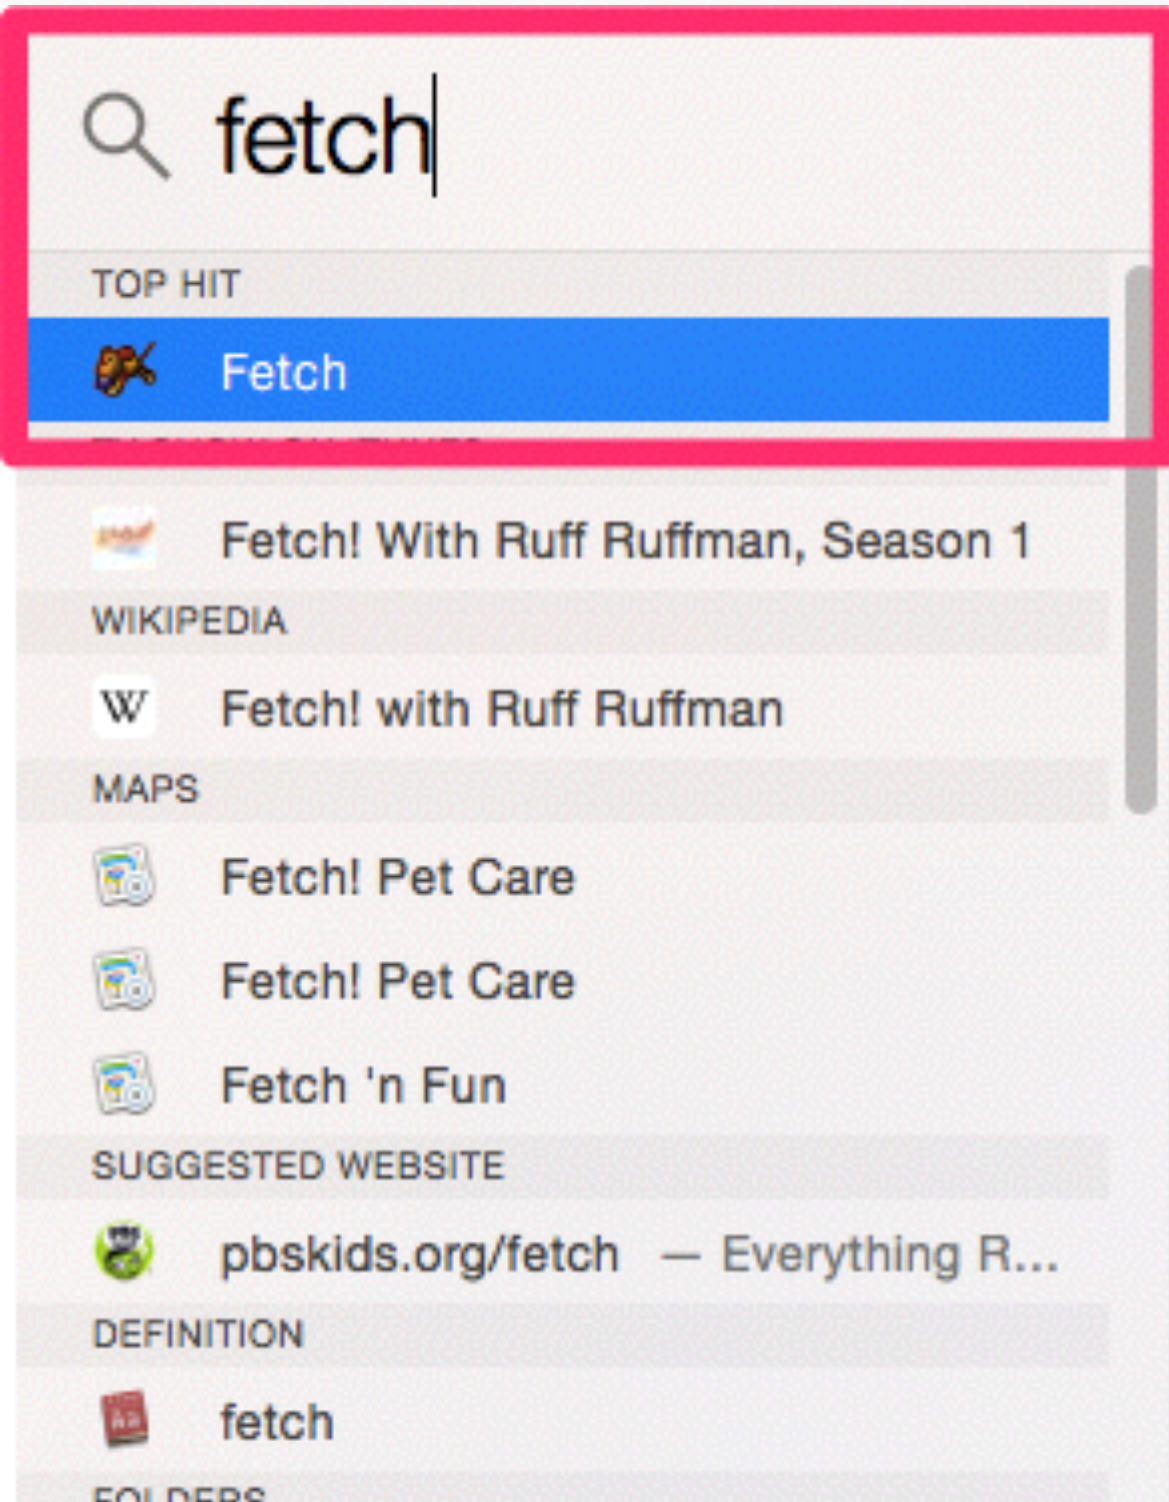 fetch
TOP HIT
Fetch
Fetch! With Ruff Ruffman, Season 1
WIKIPEDIA
W Fetch! with Ruff Ruffman
MAPS
Fetch! Pet Care
Fetch! Pet Care
Fetch 'n Fun
SUGGESTED WEBSITE
pbskids.org/fetch — Everything R...
DEFINITION
fetch
FOLDERS